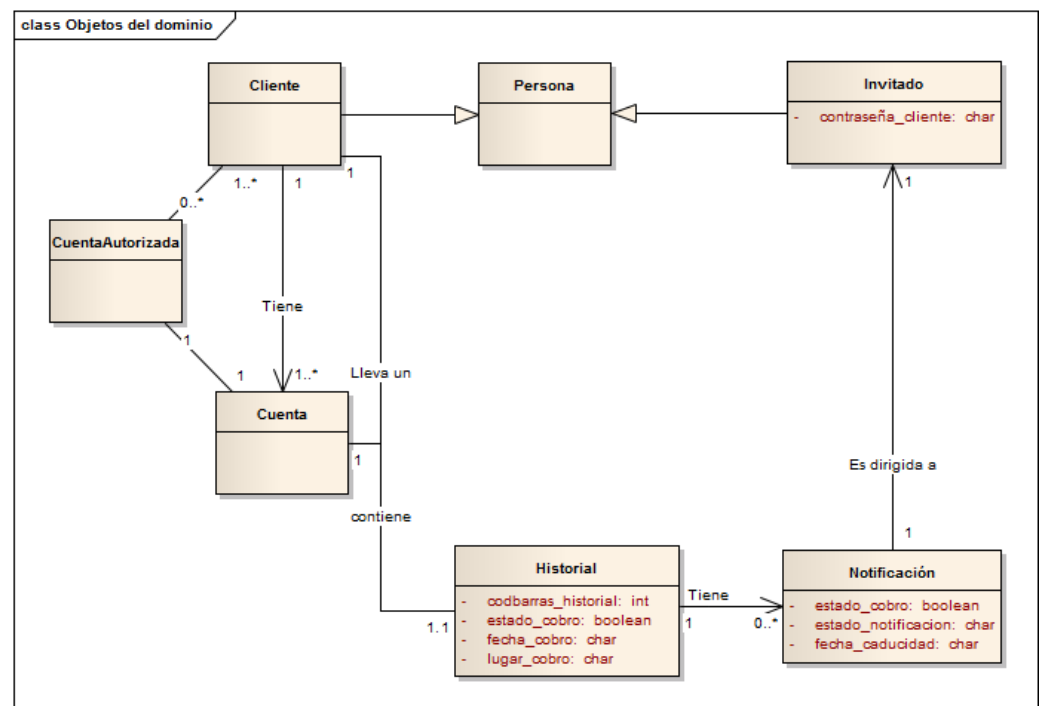 class Objetos del dominio
Cliente
Persona
Invitado
- contraseña_cliente: char
1..*
1
1
1
0..*
CuentaAutorizada
Tiene
1
1
1..*
Lleva un
Cuenta
1
contiene
Es dirigida a
1
Historial
- codbarras_historial: int
- estado_cobro: boolean
- fecha_cobro: char
- lugar_cobro: char
1..1
Tiene
1
0..*
Notificación
- estado_cobro: boolean
- estado_notificacion: char
- fecha_caducidad: char